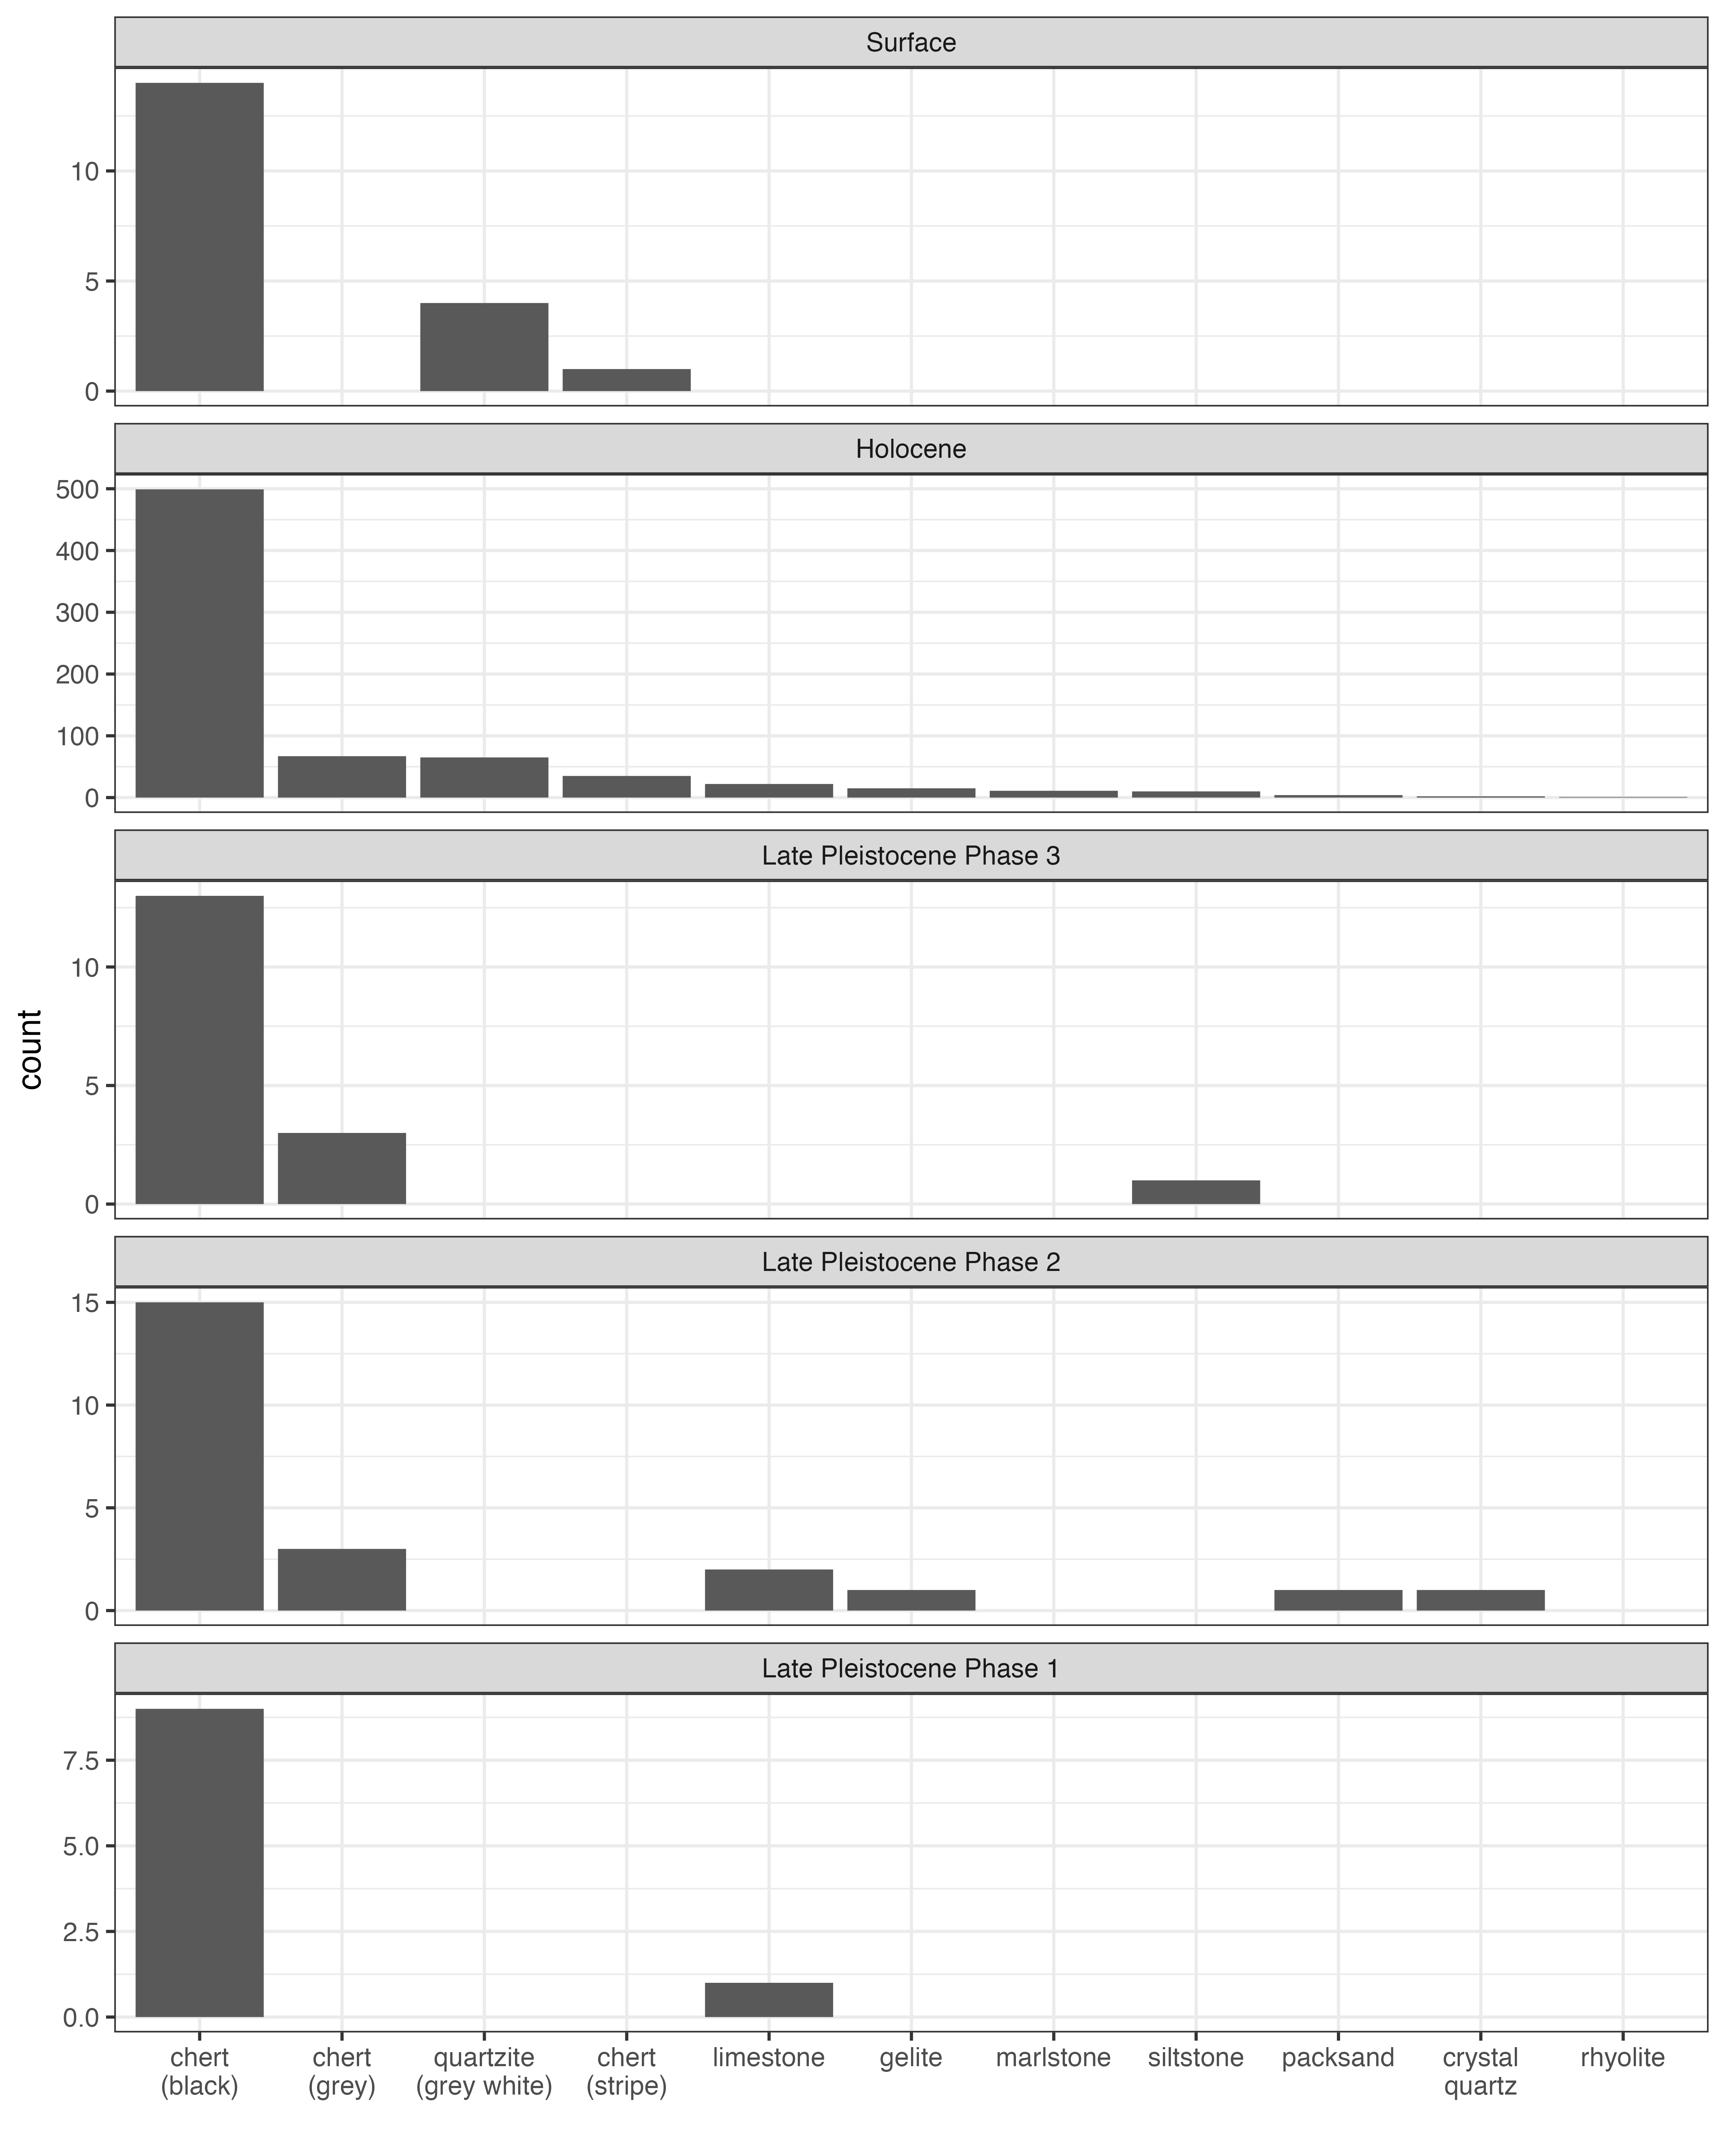 Surface
10
5
0
Holocene
500
400
300
200
100
0
Late Pleistocene Phase 3
10
5
0
count
Late Pleistocene Phase 2
15
10
5
0
Late Pleistocene Phase 1
7.5
5.0
2.5
0.0
chert chert quartzite chert limestone gelite marlstone siltstone packsand crystal rhyolite
(black) (grey) (grey white) (stripe) quartz